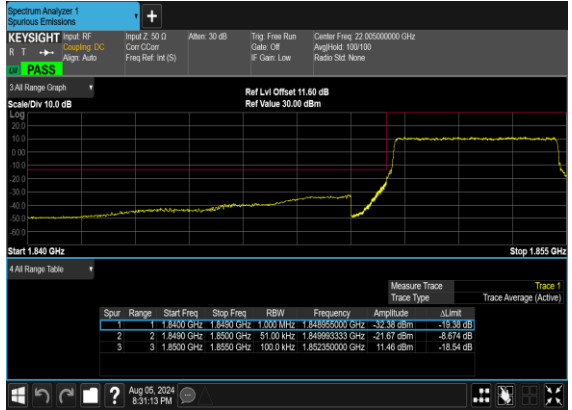 Spectrum Analyzer 1
Spurious Emissions
+
KEYSIGHT Input: RF Input Z: 50 Ω Atten: 30 dB Trig: Free Run Center Freq: 22.005000000 GHz
R T Coupling: DC Corr CCorr Gate: Off Avg|Hold: 100/100
Align: Auto Freq Ref: Int (S) IF Gain: Low Radio Std: None
PASS
3 All Range Graph
Ref Lvl Offset 11.60 dB
Scale/Div 10.0 dB Ref Value 30.00 dBm
Log
20.0
10.0
0.00
-10.0
-20.0
-30.0
-40.0
-50.0
-60.0
Start 1.840 GHz Stop 1.855 GHz
4 All Range Table
Measure Trace Trace 1
Trace Type Trace Average (Active)
Spur Range Start Freq Stop Freq RBW Frequency Amplitude ΔLimit
1 1 1.8400 GHz 1.8490 GHz 1.000 MHz 1.848955000 GHz -32.38 dBm -19.38 dB
2 2 1.8490 GHz 1.8500 GHz 51.00 kHz 1.849993333 GHz -21.67 dBm -8.674 dB
3 3 1.8500 GHz 1.8550 GHz 100.0 kHz 1.852350000 GHz 11.46 dBm -18.54 dB
? Aug 05, 2024
8:31:13 PM